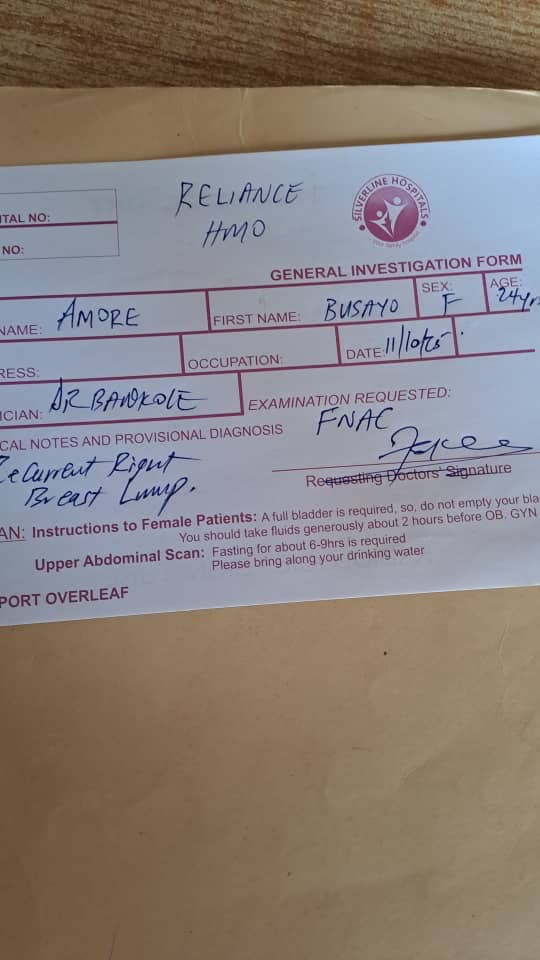 RELIANCE
HMO
SILVERLINE HOSPITALS
your family hospital
ITAL NO:
NO:
GENERAL INVESTIGATION FORM
NAME: AMORE FIRST NAME: BUSAYO SEX: F AGE: 24yrs
RESS: OCCUPATION: DATE: 11/10/25
ICIAN: DR BANKOLE EXAMINATION REQUESTED:
FNAC
CAL NOTES AND PROVISIONAL DIAGNOSIS
Recurrent Right
Breast Lump.
Requesting Doctors' Signature
AN: Instructions to Female Patients: A full bladder is required, so, do not empty your bla
You should take fluids generously about 2 hours before OB. GYN
Upper Abdominal Scan: Fasting for about 6-9hrs is required
Please bring along your drinking water
PORT OVERLEAF